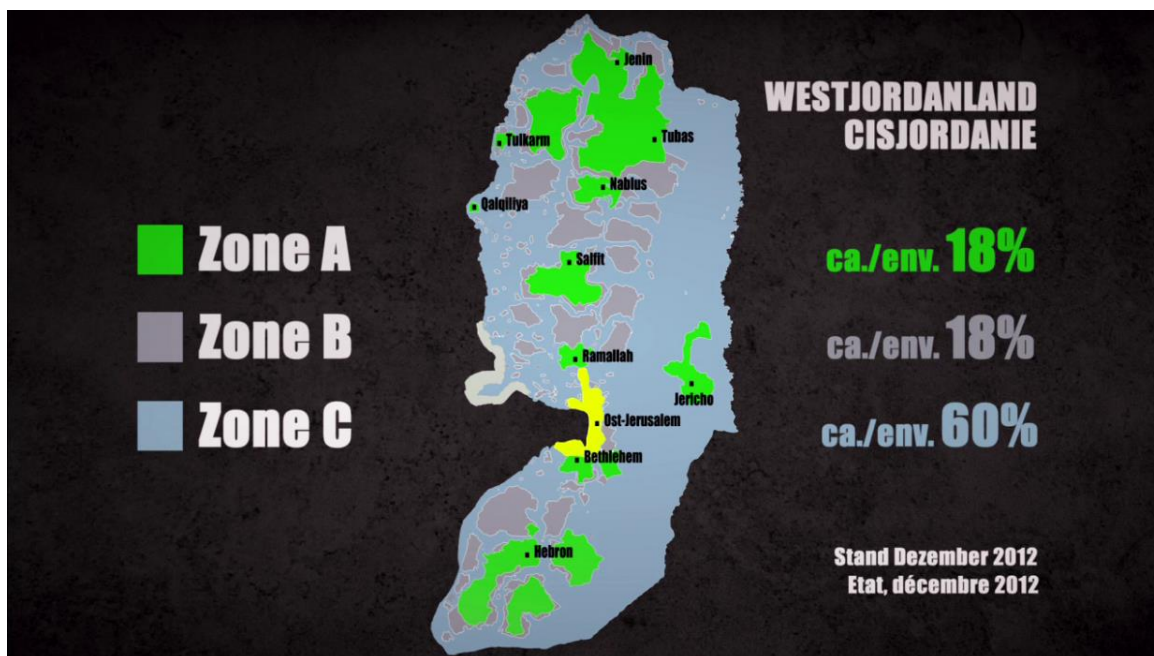 WESTJORDANLAND
CISJORDANIE
Jenin
Tulkarm
Tubas
Nablus
Qalqiliya
Zone A
ca./env. 18%
Salfit
Zone B
ca./env. 18%
Ramallah
Jericho
Zone C
ca./env. 60%
Ost-Jerusalem
Bethlehem
Hebron
Stand Dezember 2012
Etat, décembre 2012